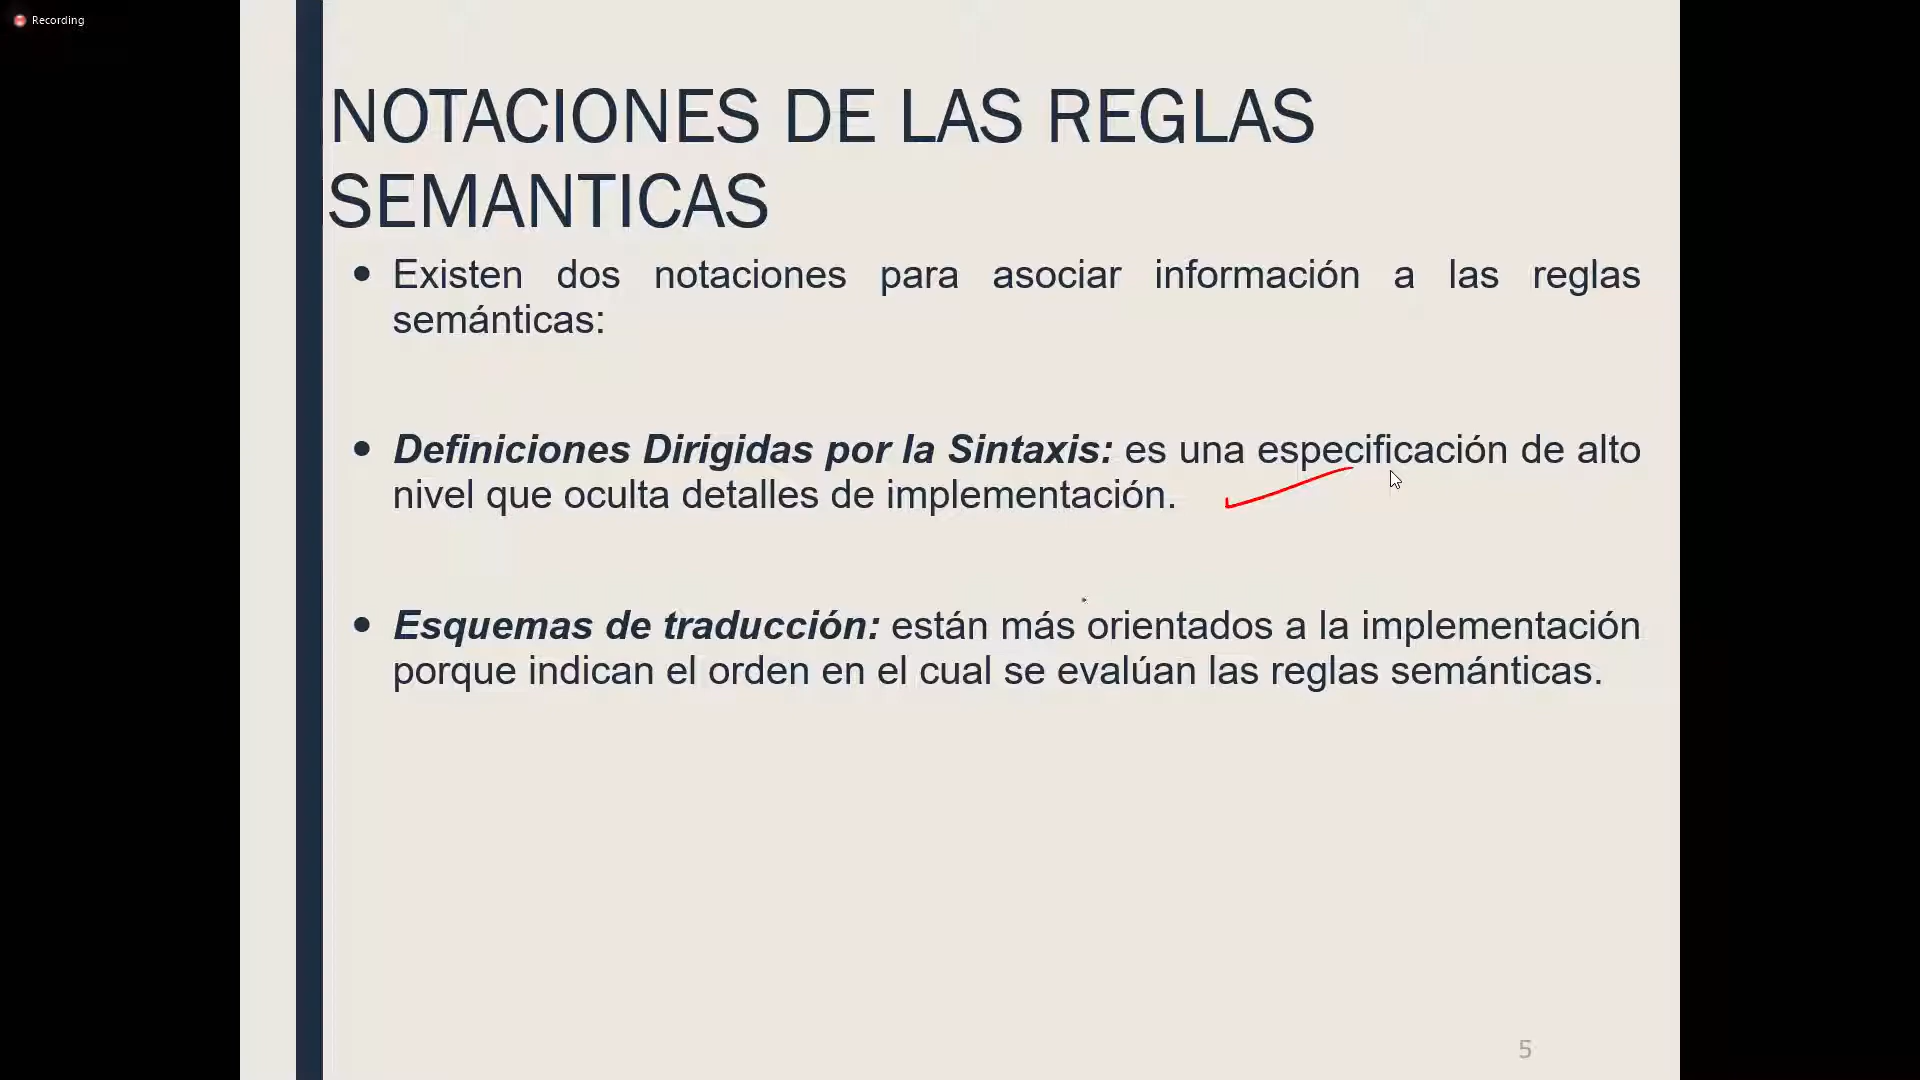 Recording
NOTACIONES DE LAS REGLAS
SEMANTICAS
• Existen dos notaciones para asociar información a las reglas
semánticas:
• Definiciones Dirigidas por la Sintaxis: es una especificación de alto
nivel que oculta detalles de implementación.
• Esquemas de traducción: están más orientados a la implementación
porque indican el orden en el cual se evalúan las reglas semánticas.
5